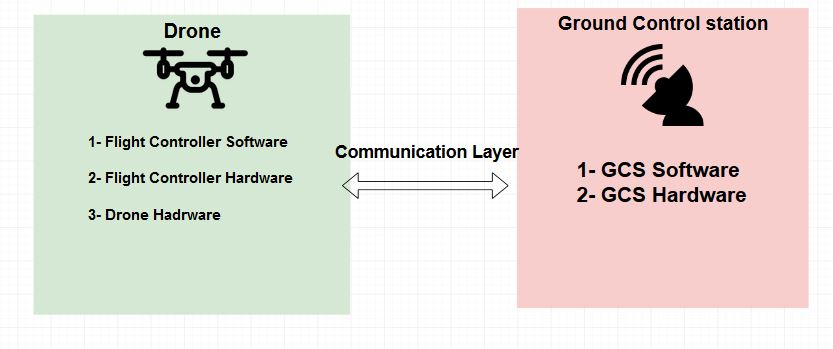 Drone
1- Flight Controller Software
2- Flight Controller Hardware
3- Drone Hadrware
Communication Layer
Ground Control station
1- GCS Software
2- GCS Hardware